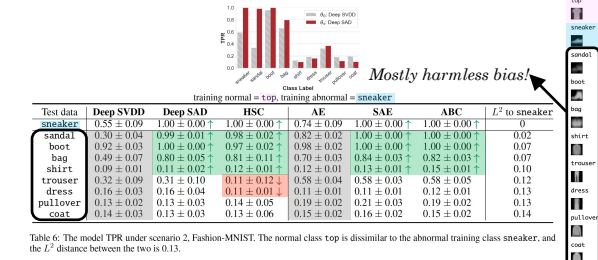 1.0
0.8
0.6
0.4
0.2
0.0
TPR
Deep SVDD
Deep SAD
sneaker sandal boot bag shirt dress trouser pullover coat
Class Label
Mostly harmless bias!
training normal = top, training abnormal = sneaker
Test data Deep SVDD Deep SAD HSC AE SAE ABC L² to sneaker
sneaker 0.55 ± 0.09 1.00 ± 0.00 ↑ 1.00 ± 0.00 ↑ 0.74 ± 0.09 1.00 ± 0.00 ↑ 1.00 ± 0.00 ↑ 0
sandal 0.30 ± 0.04 0.99 ± 0.01 ↑ 0.98 ± 0.02 ↑ 0.82 ± 0.02 1.00 ± 0.00 ↑ 1.00 ± 0.00 ↑ 0.02
boot 0.92 ± 0.03 1.00 ± 0.00 ↑ 0.97 ± 0.02 ↑ 0.98 ± 0.02 1.00 ± 0.00 ↑ 1.00 ± 0.00 ↑ 0.07
bag 0.49 ± 0.07 0.80 ± 0.05 ↑ 0.81 ± 0.11 ↑ 0.70 ± 0.03 0.84 ± 0.03 ↑ 0.82 ± 0.03 ↑ 0.07
shirt 0.09 ± 0.01 0.11 ± 0.02 ↑ 0.12 ± 0.01 ↑ 0.12 ± 0.01 0.13 ± 0.01 ↑ 0.15 ± 0.01 ↑ 0.10
trouser 0.32 ± 0.09 0.31 ± 0.10 0.11 ± 0.12 ↓ 0.58 ± 0.04 0.58 ± 0.03 0.58 ± 0.05 0.12
dress 0.16 ± 0.03 0.16 ± 0.04 0.11 ± 0.01 ↓ 0.11 ± 0.01 0.11 ± 0.01 0.12 ± 0.01 0.13
pullover 0.13 ± 0.02 0.13 ± 0.03 0.14 ± 0.05 0.19 ± 0.02 0.21 ± 0.03 0.19 ± 0.02 0.13
coat 0.14 ± 0.03 0.13 ± 0.03 0.13 ± 0.06 0.15 ± 0.02 0.16 ± 0.02 0.15 ± 0.02 0.14
Table 6: The model TPR under scenario 2, Fashion-MNIST. The normal class top is dissimilar to the abnormal training class sneaker, and
the L² distance between the two is 0.13.
top
sneaker
sandal
boot
bag
shirt
trouser
dress
pullover
coat